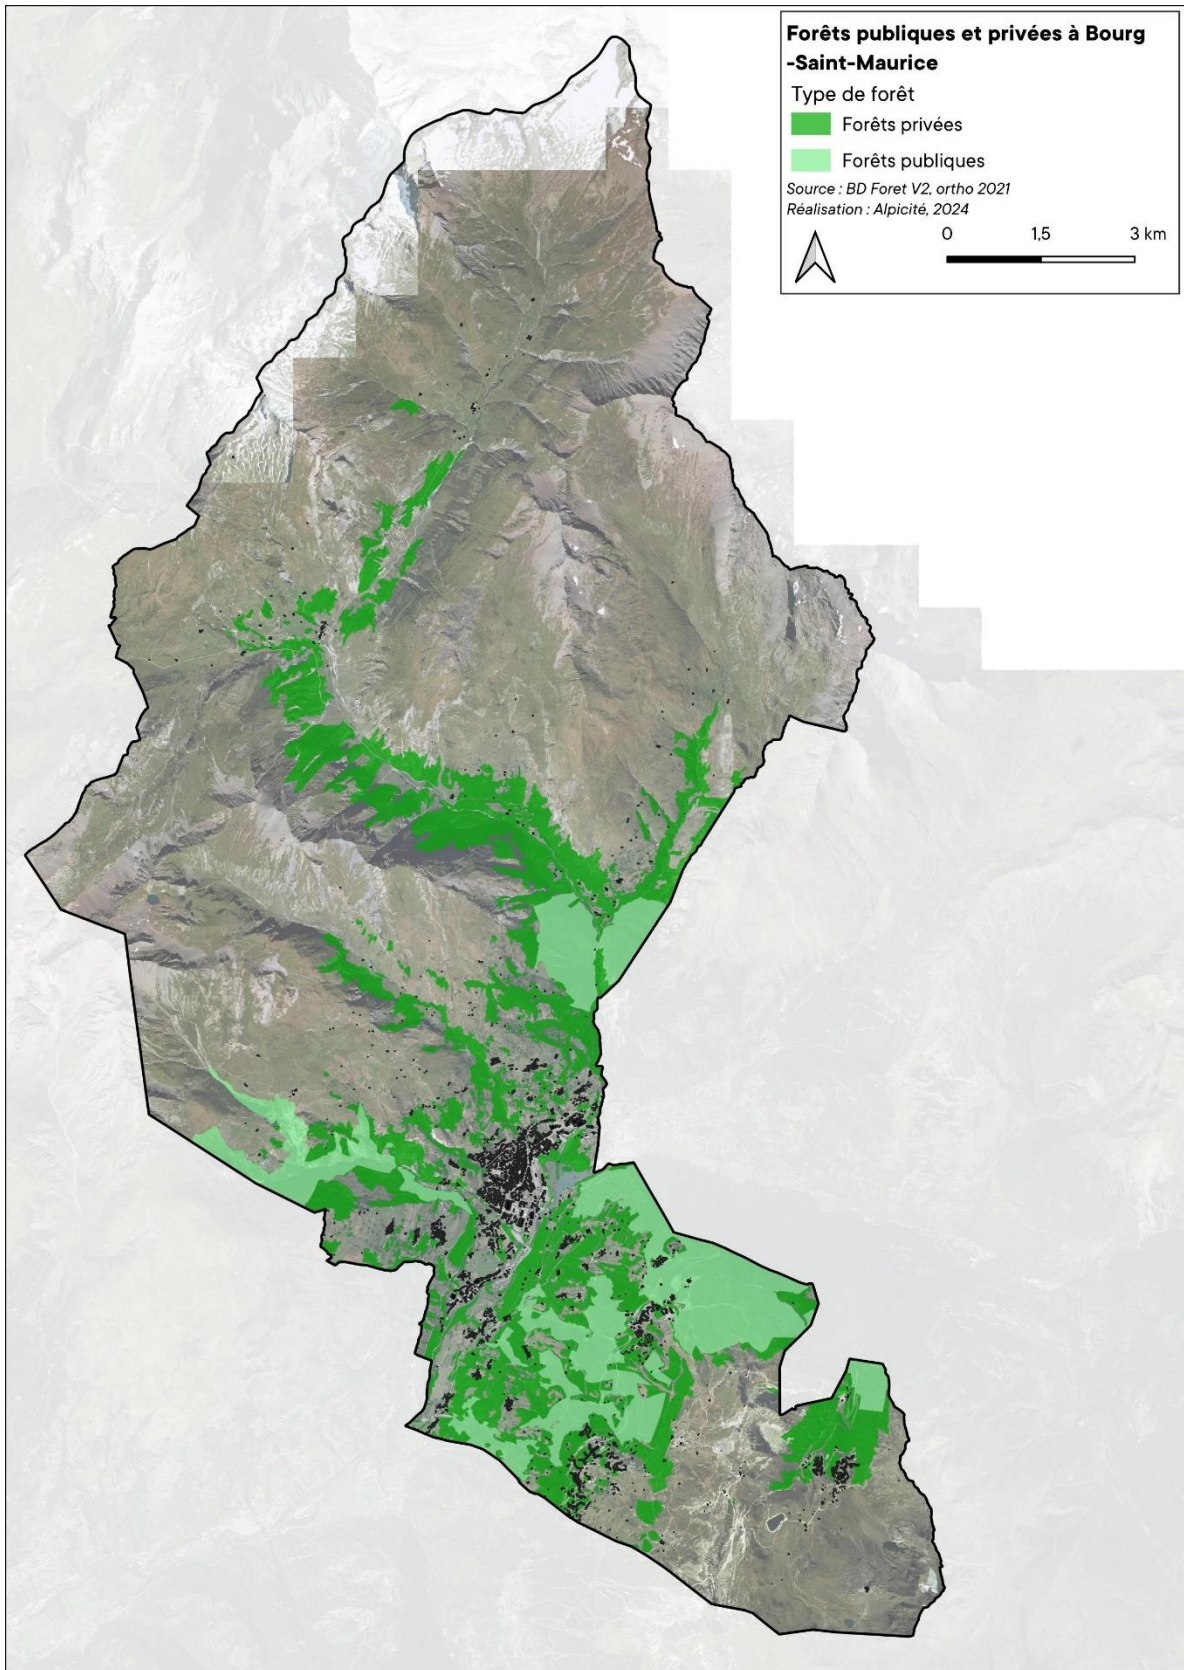 Forêts publiques et privées à Bourg
-Saint-Maurice
Type de forêt
Forêts privées
Forêts publiques
Source : BD Foret V2, ortho 2021
Réalisation : Alpicité, 2024
0 1,5 3 km